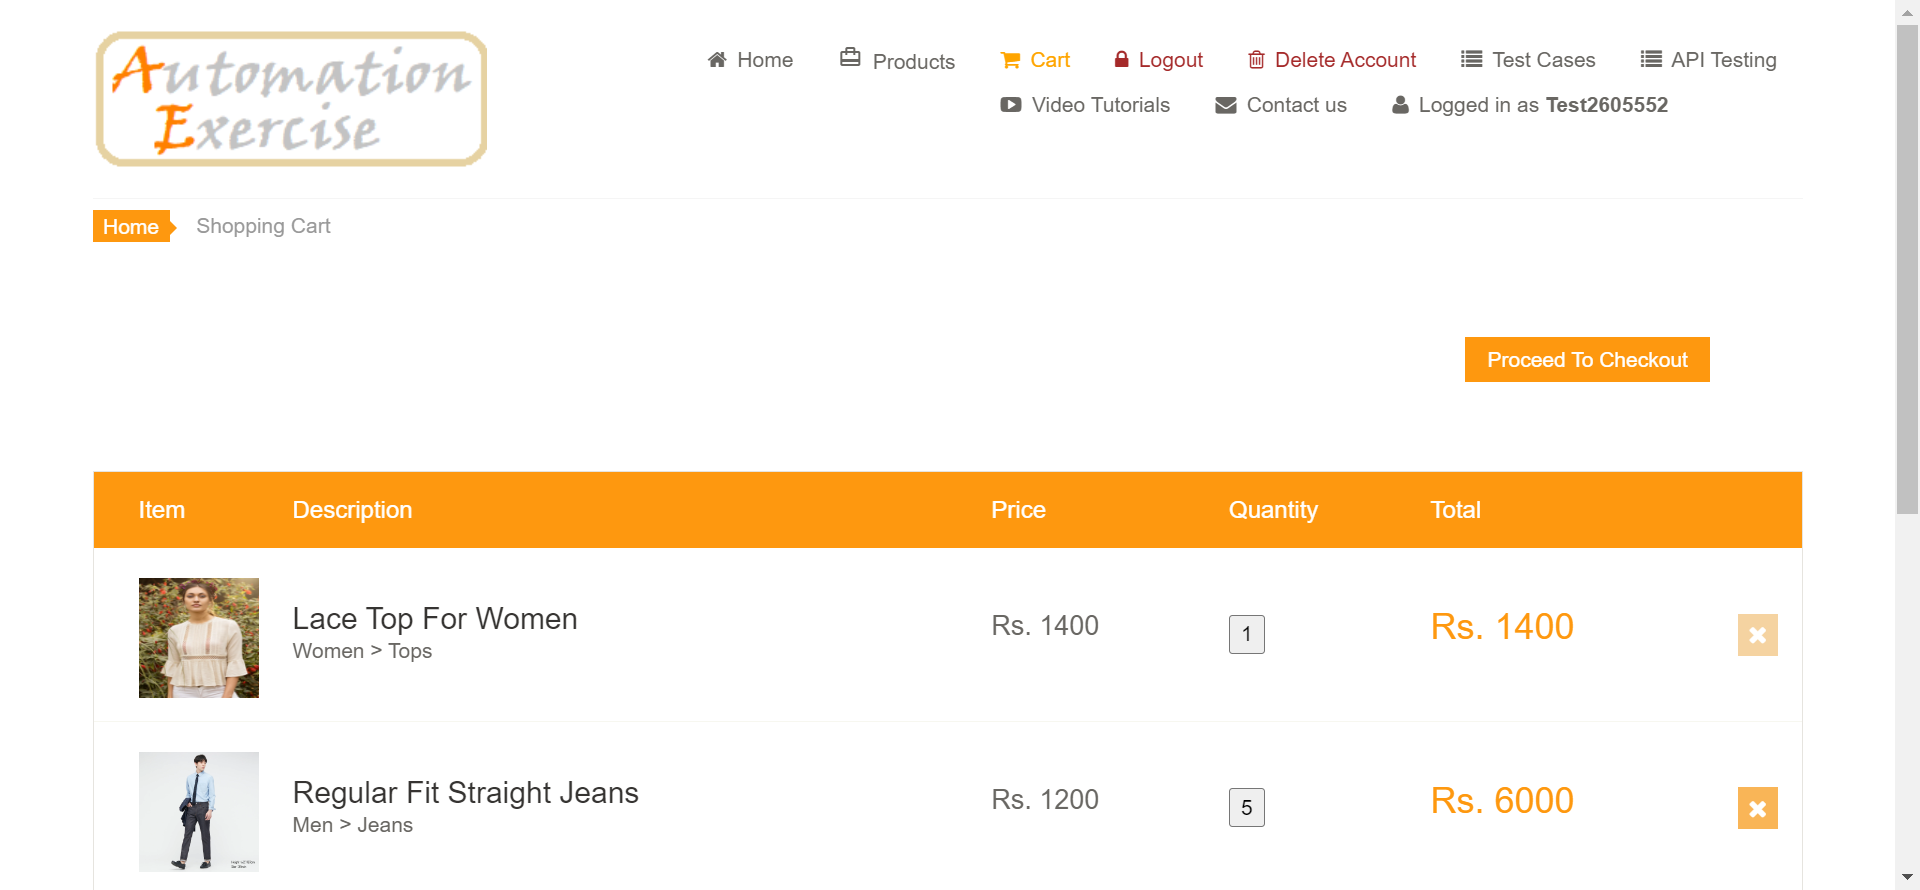 Automation
Exercise
Home
Products
Cart
Logout
Delete Account
Test Cases
API Testing
Video Tutorials
Contact us
Logged in as Test2605552
Home
Shopping Cart
Proceed To Checkout
Item Description Price Quantity Total
Lace Top For Women
Women > Tops
Rs. 1400
1
Rs. 1400
Regular Fit Straight Jeans
Men > Jeans
Rs. 1200
5
Rs. 6000